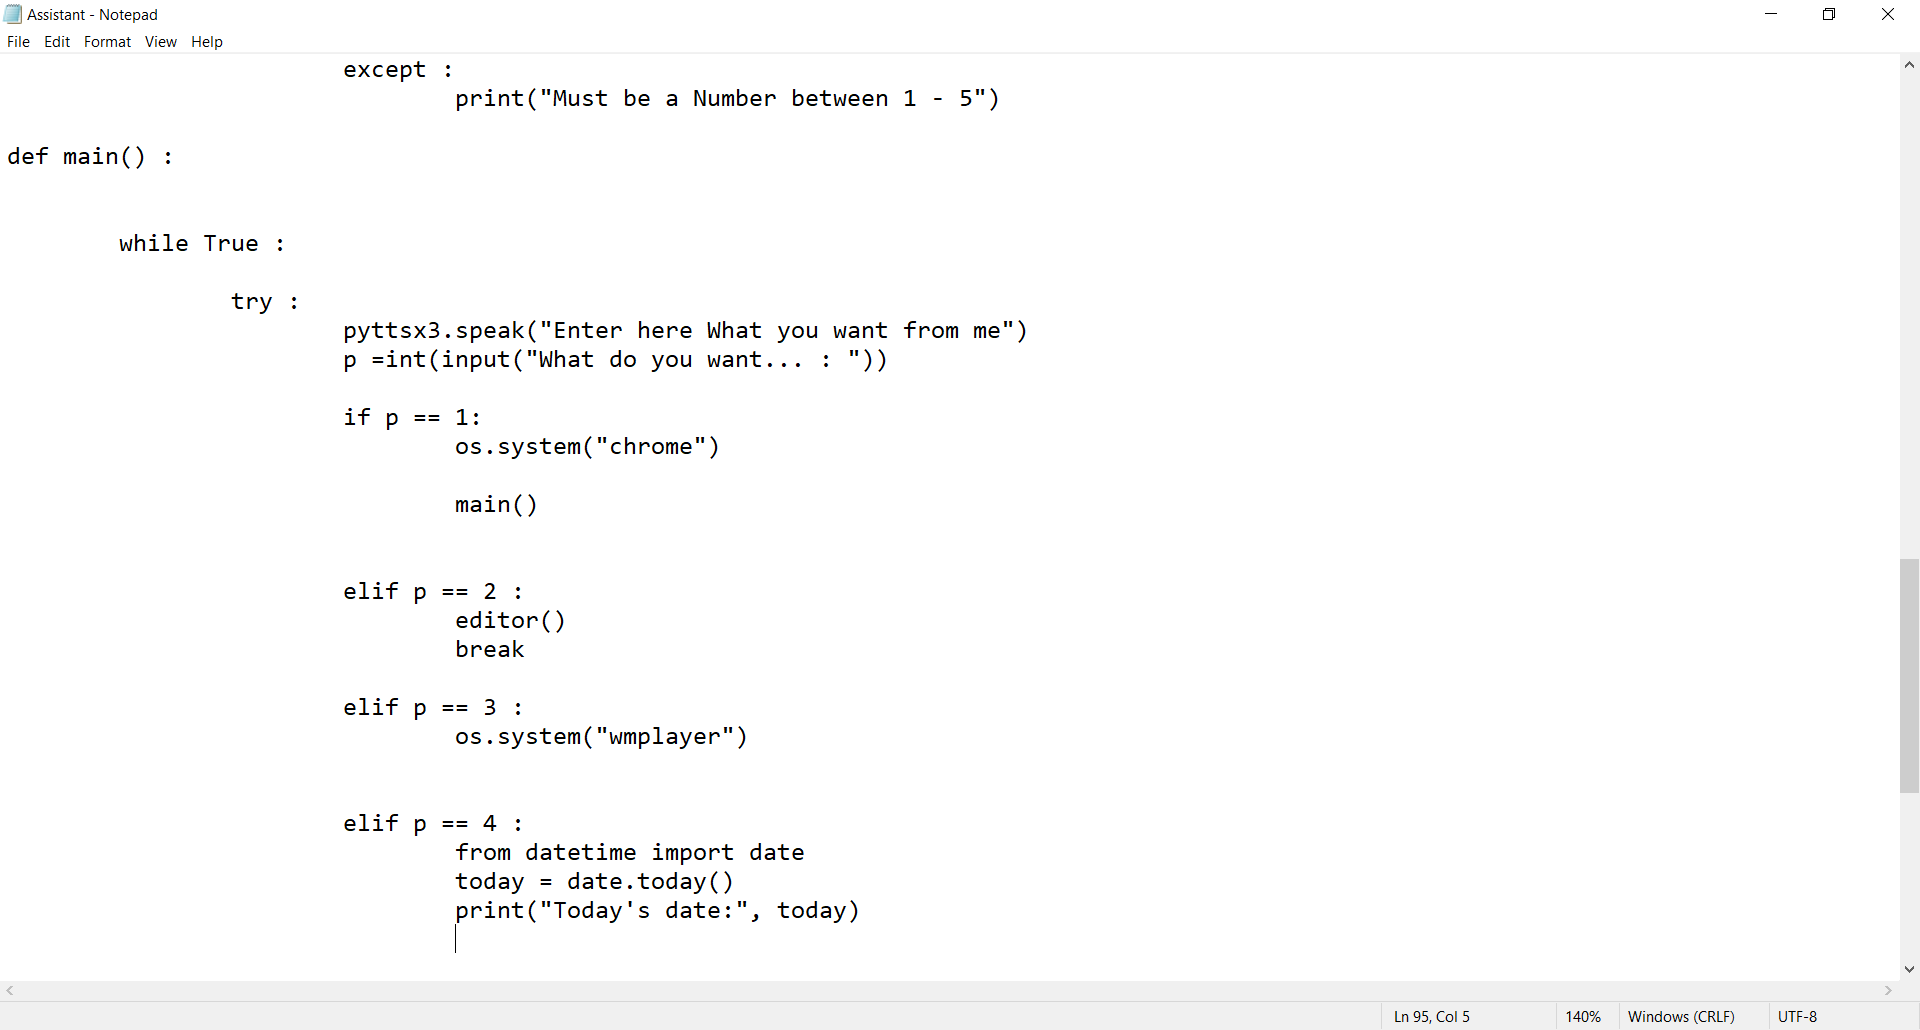 Assistant - Notepad
File Edit Format View Help
except :
print("Must be a Number between 1 - 5")
def main() :
while True :
try :
pyttsx3.speak("Enter here What you want from me")
p =int(input("What do you want... : "))
if p == 1:
os.system("chrome")
main()
elif p == 2 :
editor()
break
elif p == 3 :
os.system("wmplayer")
elif p == 4 :
from datetime import date
today = date.today()
print("Today's date:", today)
Ln 95, Col 5 140% Windows (CRLF) UTF-8